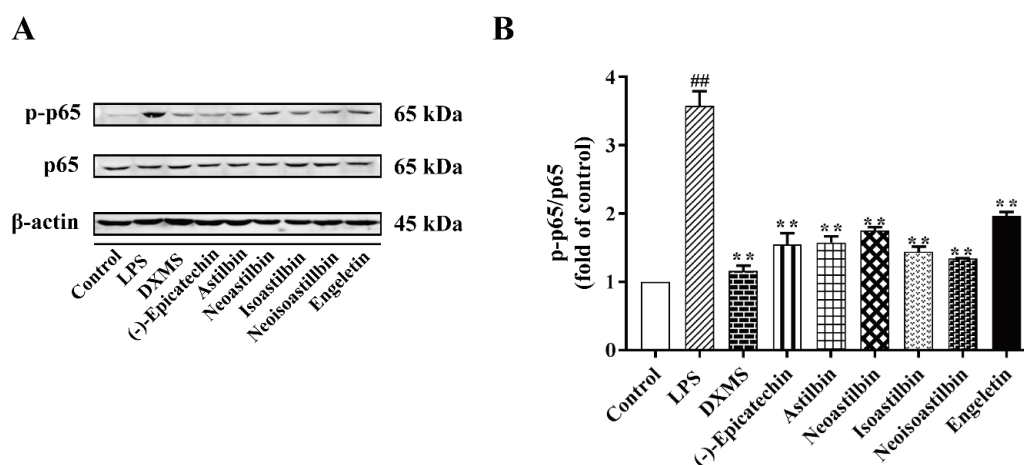 A
p-p65
65 kDa
p65
65 kDa
β-actin
45 kDa
Control
LPS
DXMS
(-)-Epicatechin
Astilbin
Neoastilbin
Isoastilbin
Neoisoastilbin
Engeletin
B
p-p65/p65
(fold of control)
4
3
2
1
0
##
**
**
**
**
**
**
**
Control
LPS
DXMS
(-)-Epicatechin
Astilbin
Neoastilbin
Isoastilbin
Neoisoastilbin
Engeletin